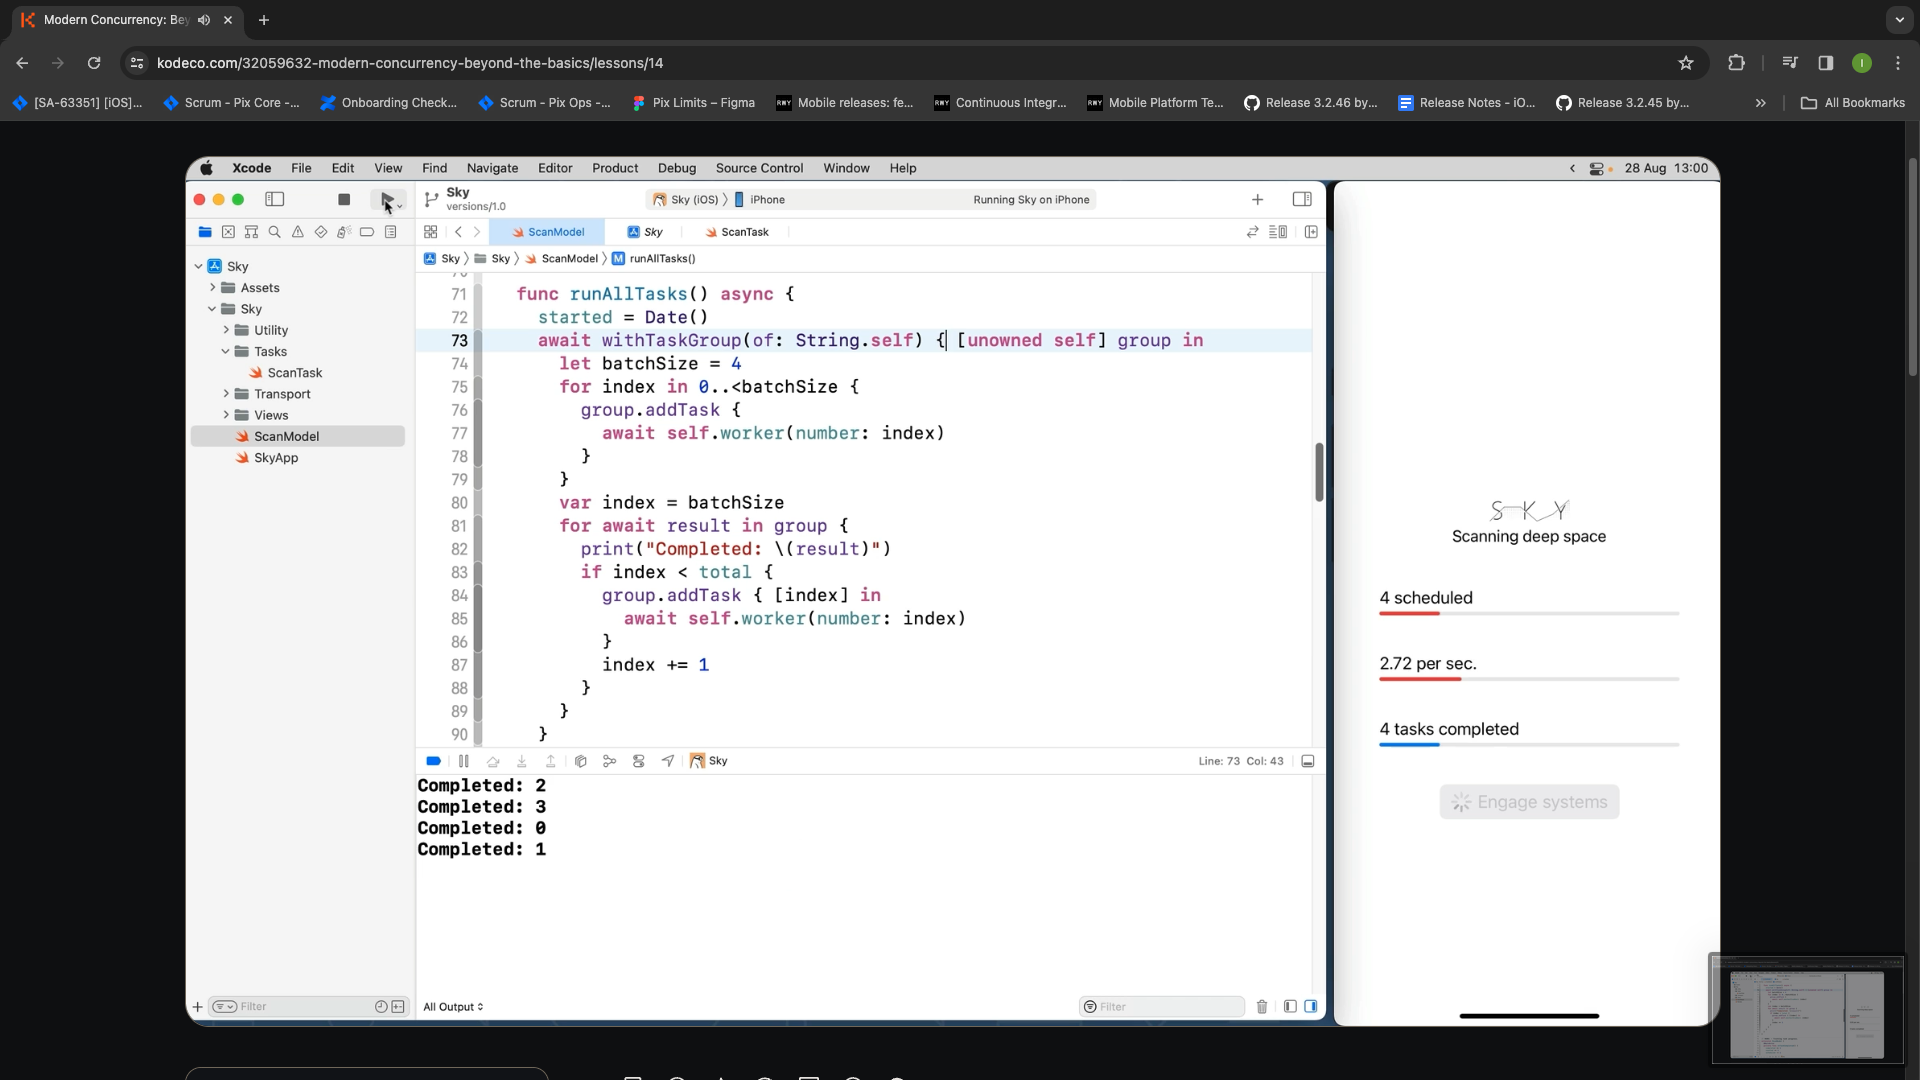 Modern Concurrency: Bey
kodeco.com/32059632-modern-concurrency-beyond-the-basics/lessons/14
I
[SA-63351] [iOS]...
Scrum - Pix Core -...
Onboarding Check...
Scrum - Pix Ops -...
Pix Limits – Figma
RWY
Mobile releases: fe...
RWY
Continuous Integr...
RWY
Mobile Platform Te...
Release 3.2.46 by...
Release Notes - iO...
Release 3.2.45 by...
All Bookmarks
Xcode File Edit View Find Navigate Editor Product Debug Source Control Window Help
28 Aug 13:00
Sky
versions/1.0
Sky (iOS) iPhone
Running Sky on iPhone
ScanModel
Sky
ScanTask
Sky Sky ScanModel M runAllTasks()
Sky
Assets
Sky
Utility
Tasks
ScanTask
Transport
Views
ScanModel
SkyApp
Filter
71 func runAllTasks() async {
72 started = Date()
73 await withTaskGroup(of: String.self) { [unowned self] group in
74 let batchSize = 4
75 for index in 0..<batchSize {
76 group.addTask {
77 await self.worker(number: index)
78 }
79 }
80 var index = batchSize
81 for await result in group {
82 print("Completed: \(result)")
83 if index < total {
84 group.addTask { [index] in
85 await self.worker(number: index)
86 }
87 index += 1
88 }
89 }
90 }
Sky
Line: 73 Col: 43
Completed: 2
Completed: 3
Completed: 0
Completed: 1
All Output
Filter
S K Y
Scanning deep space
4 scheduled
2.72 per sec.
4 tasks completed
Engage systems